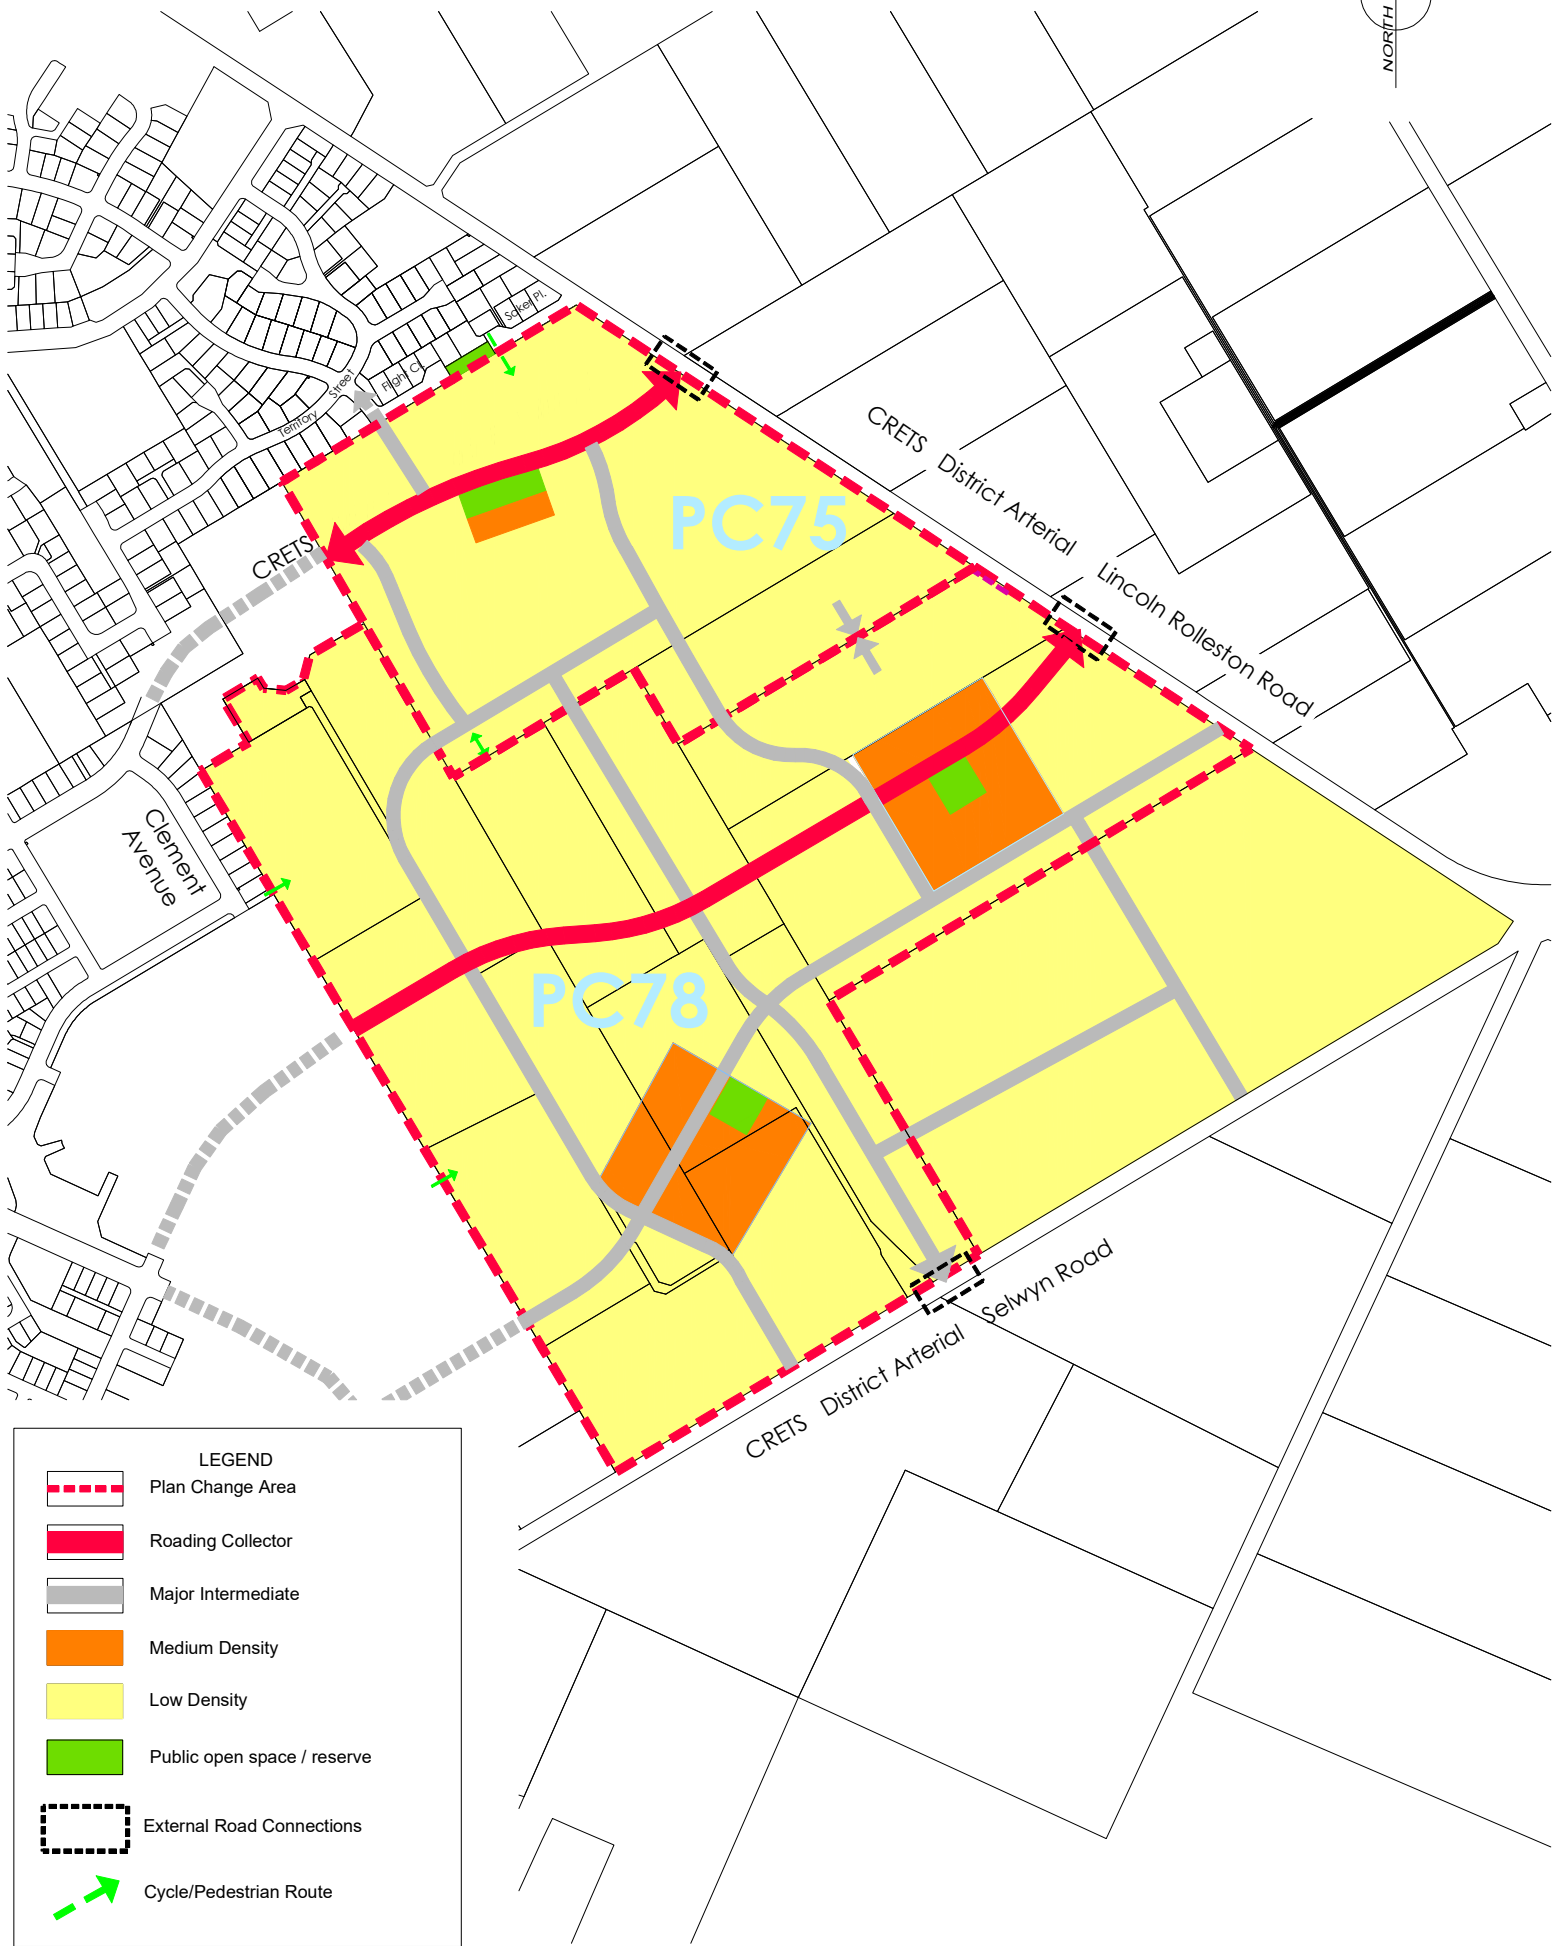 NORTH
Saker Pl.
Flight Cl.
Territory
Street
CRETS
CRETS District Arterial
Lincoln Rolleston Road
PC75
Clement
Avenue
PC78
CRETS District Arterial
Selwyn Road
LEGEND
Plan Change Area
Roading Collector
Major Intermediate
Medium Density
Low Density
Public open space / reserve
External Road Connections
Cycle/Pedestrian Route